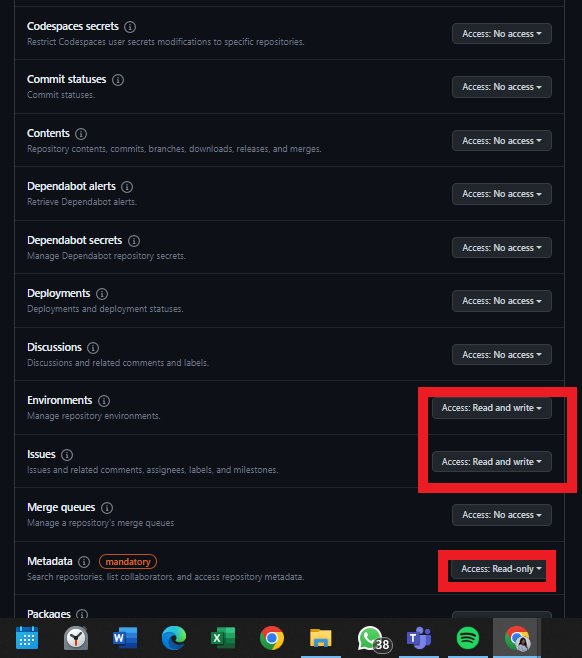 Codespaces secrets
Access: No access
Restrict Codespaces user secrets modifications to specific repositories.
Commit statuses
Access: No access
Commit statuses.
Contents
Access: No access
Repository contents, commits, branches, downloads, releases, and merges.
Dependabot alerts
Access: No access
Retrieve Dependabot alerts.
Dependabot secrets
Access: No access
Manage Dependabot repository secrets.
Deployments
Access: No access
Deployments and deployment statuses.
Discussions
Access: No access
Discussions and related comments and labels.
Environments
Access: Read and write
Manage repository environments.
Issues
Access: Read and write
Issues and related comments, assignees, labels, and milestones.
Merge queues
Access: No access
Manage a repository's merge queues
Metadata mandatory
Access: Read-only
Search repositories, list collaborators, and access repository metadata.
Packages
38